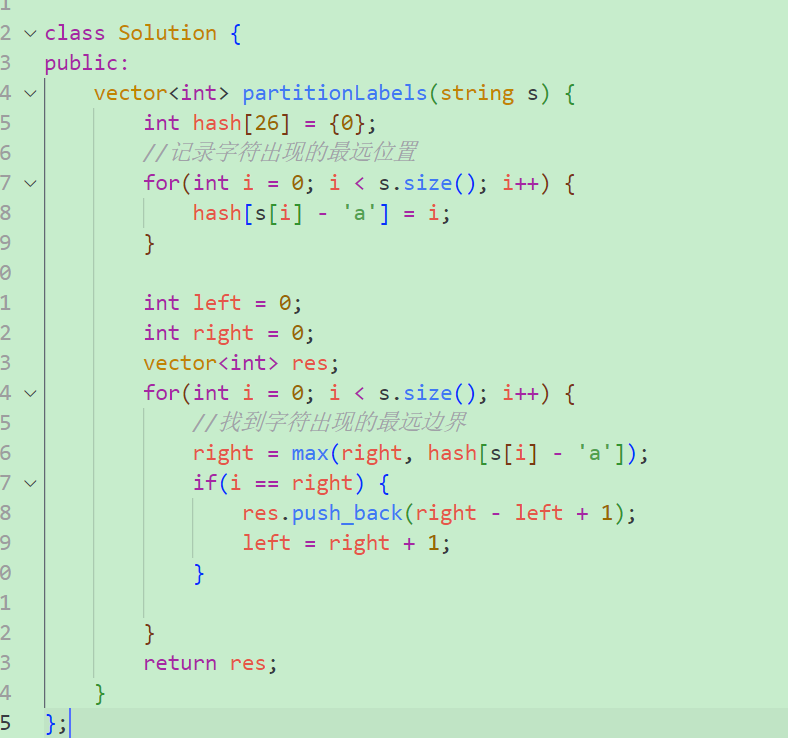 1
2 class Solution {
3 public:
4     vector<int> partitionLabels(string s) {
5         int hash[26] = {0};
6         //记录字符出现的最远位置
7         for(int i = 0; i < s.size(); i++) {
8             hash[s[i] - 'a'] = i;
9         }
0
1         int left = 0;
2         int right = 0;
3         vector<int> res;
4         for(int i = 0; i < s.size(); i++) {
5             //找到字符出现的最远边界
6             right = max(right, hash[s[i] - 'a']);
7             if(i == right) {
8                 res.push_back(right - left + 1);
9                 left = right + 1;
0             }
1
2         }
3         return res;
4     }
5 };